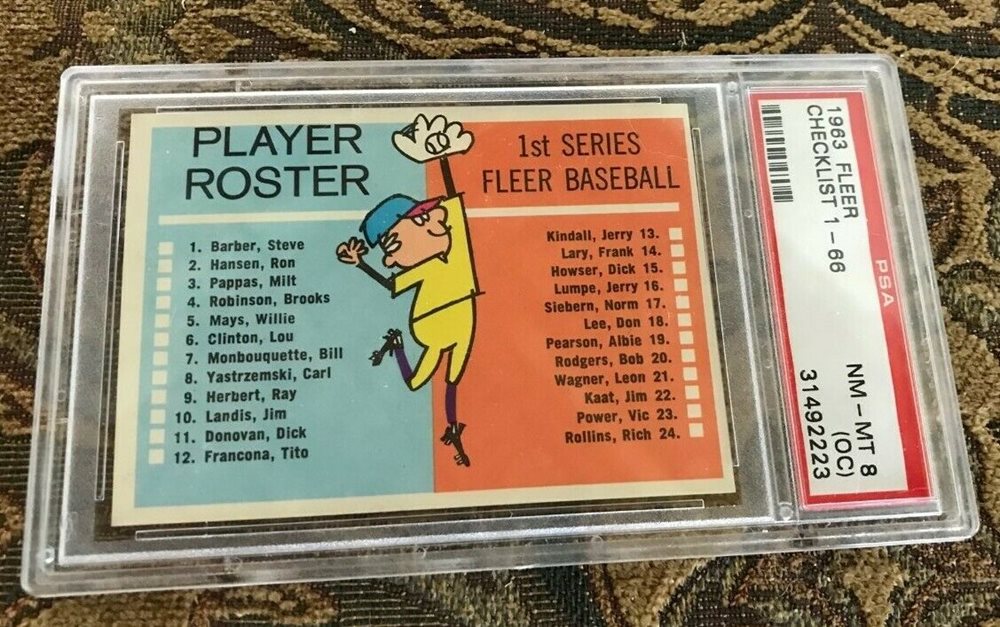 PLAYER
ROSTER
1. Barber, Steve
2. Hansen, Ron
3. Pappas, Milt
4. Robinson, Brooks
5. Mays, Willie
6. Clinton, Lou
7. Monbouquette, Bill
8. Yastrzemski, Carl
9. Herbert, Ray
10. Landis, Jim
11. Donovan, Dick
12. Francona, Tito
1st SERIES
FLEER BASEBALL
Kindall, Jerry 13.
Lary, Frank 14.
Howser, Dick 15.
Lumpe, Jerry 16.
Siebern, Norm 17.
Lee, Don 18.
Pearson, Albie 19.
Rodgers, Bob 20.
Wagner, Leon 21.
Kaat, Jim 22.
Power, Vic 23.
Rollins, Rich 24.
PSA
1963 FLEER
CHECKLIST 1-66
NM-MT 8
(OC)
31492223